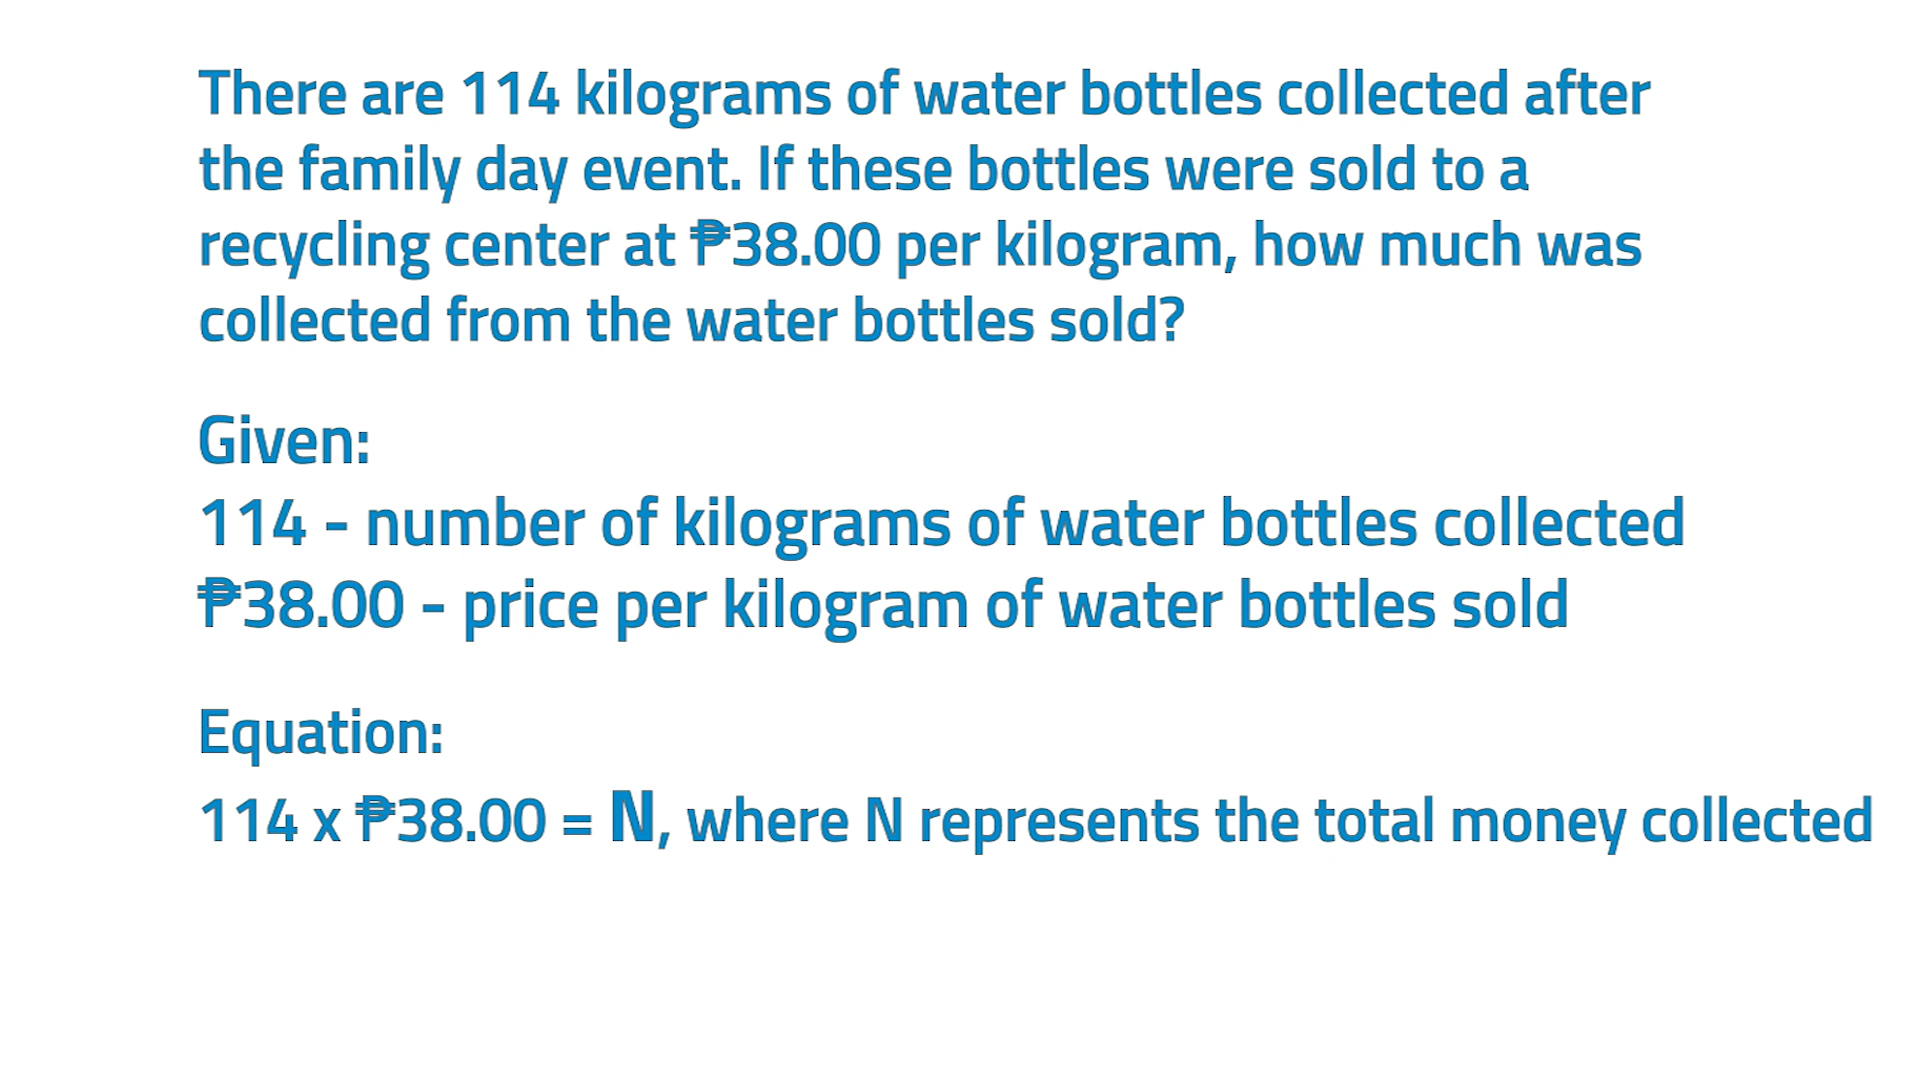 There are 114 kilograms of water bottles collected after
the family day event. If these bottles were sold to a
recycling center at ₱38.00 per kilogram, how much was
collected from the water bottles sold?
Given:
114 - number of kilograms of water bottles collected
₱38.00 - price per kilogram of water bottles sold
Equation:
114 x ₱38.00 = N, where N represents the total money collected